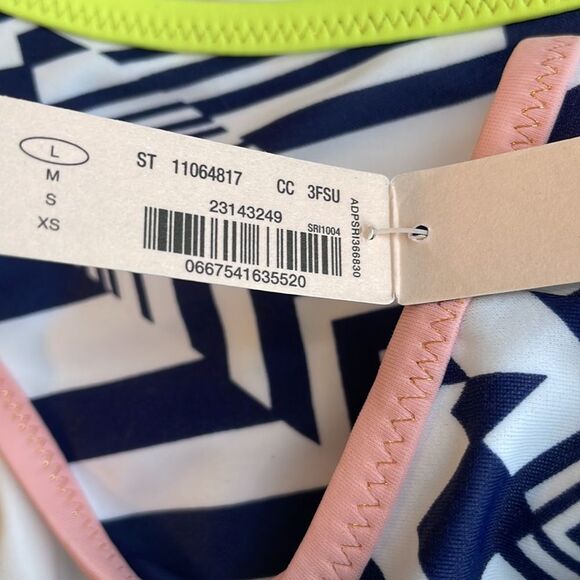 L
M
S
XS
ST 11064817 CC 3FSU
23143249
SRI1004
0667541635520
ADPSRI366830